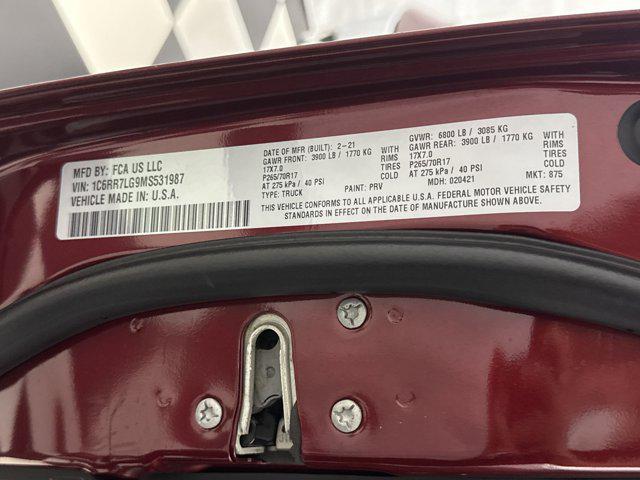 MFD BY: FCA US LLC
VIN: 1C6RR7LG9MS531987
VEHICLE MADE IN: U.S.A.
DATE OF MFR (BUILT): 2-21
GAWR FRONT: 3900 LB / 1770 KG WITH
17X7.0 RIMS
P265/70R17 TIRES
AT 275 kPa / 40 PSI COLD
TYPE: TRUCK PAINT: PRV
GVWR: 6800 LB / 3085 KG
GAWR REAR: 3900 LB / 1770 KG WITH
17X7.0 RIMS
P265/70R17 TIRES
AT 275 kPa / 40 PSI COLD
MDH: 020421 MKT: 875
THIS VEHICLE CONFORMS TO ALL APPLICABLE U.S.A. FEDERAL MOTOR VEHICLE SAFETY
STANDARDS IN EFFECT ON THE DATE OF MANUFACTURE SHOWN ABOVE.